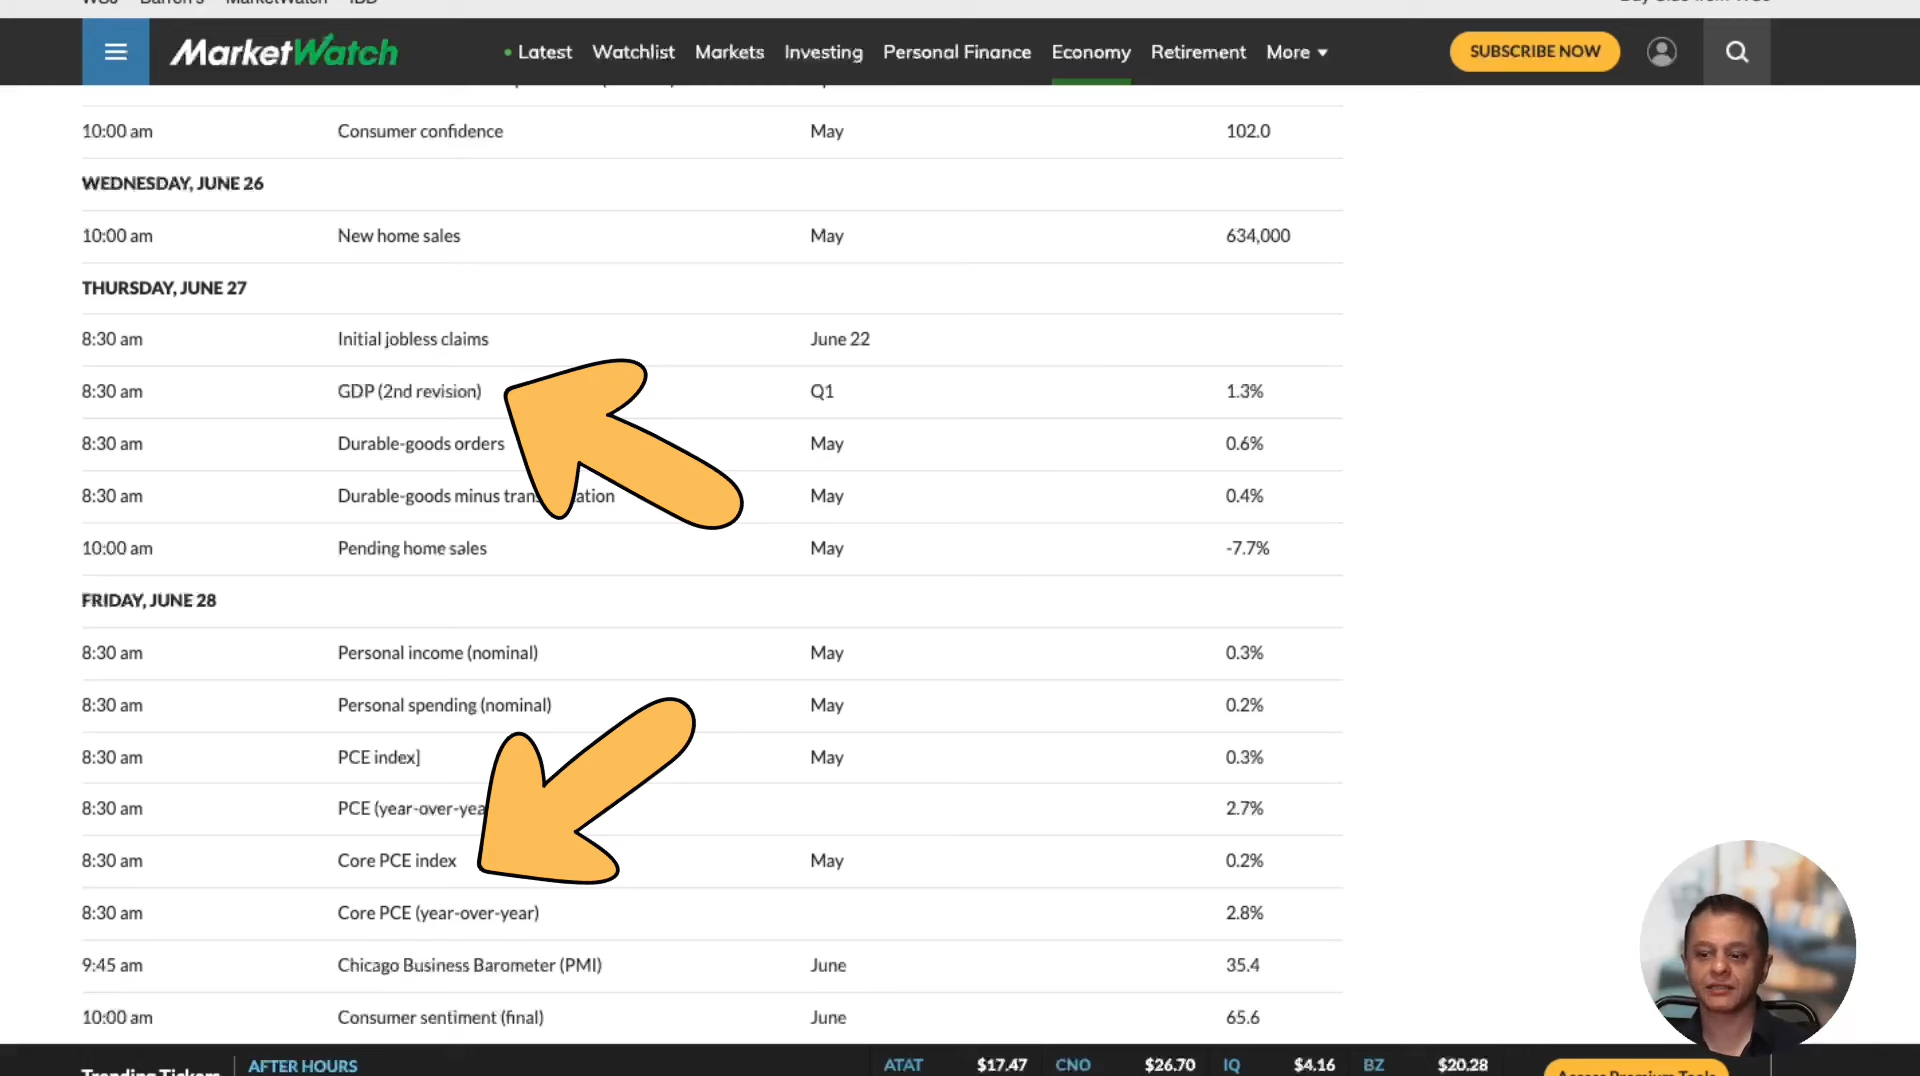 WSJ Barron's MarketWatch IBD
MarketWatch
Latest Watchlist Markets Investing Personal Finance Economy Retirement More
SUBSCRIBE NOW
10:00 am Consumer confidence May 102.0
WEDNESDAY, JUNE 26
10:00 am New home sales May 634,000
THURSDAY, JUNE 27
8:30 am Initial jobless claims June 22
8:30 am GDP (2nd revision) Q1 1.3%
8:30 am Durable-goods orders May 0.6%
8:30 am Durable-goods minus tran ation May 0.4%
10:00 am Pending home sales May -7.7%
FRIDAY, JUNE 28
8:30 am Personal income (nominal) May 0.3%
8:30 am Personal spending (nominal) May 0.2%
8:30 am PCE index] May 0.3%
8:30 am PCE (year-over-yea 2.7%
8:30 am Core PCE index May 0.2%
8:30 am Core PCE (year-over-year) 2.8%
9:45 am Chicago Business Barometer (PMI) June 35.4
10:00 am Consumer sentiment (final) June 65.6
Trending Tickers AFTER HOURS ATAT $17.47 CNO $26.70 IQ $4.16 BZ $20.28 Access Premium Tools